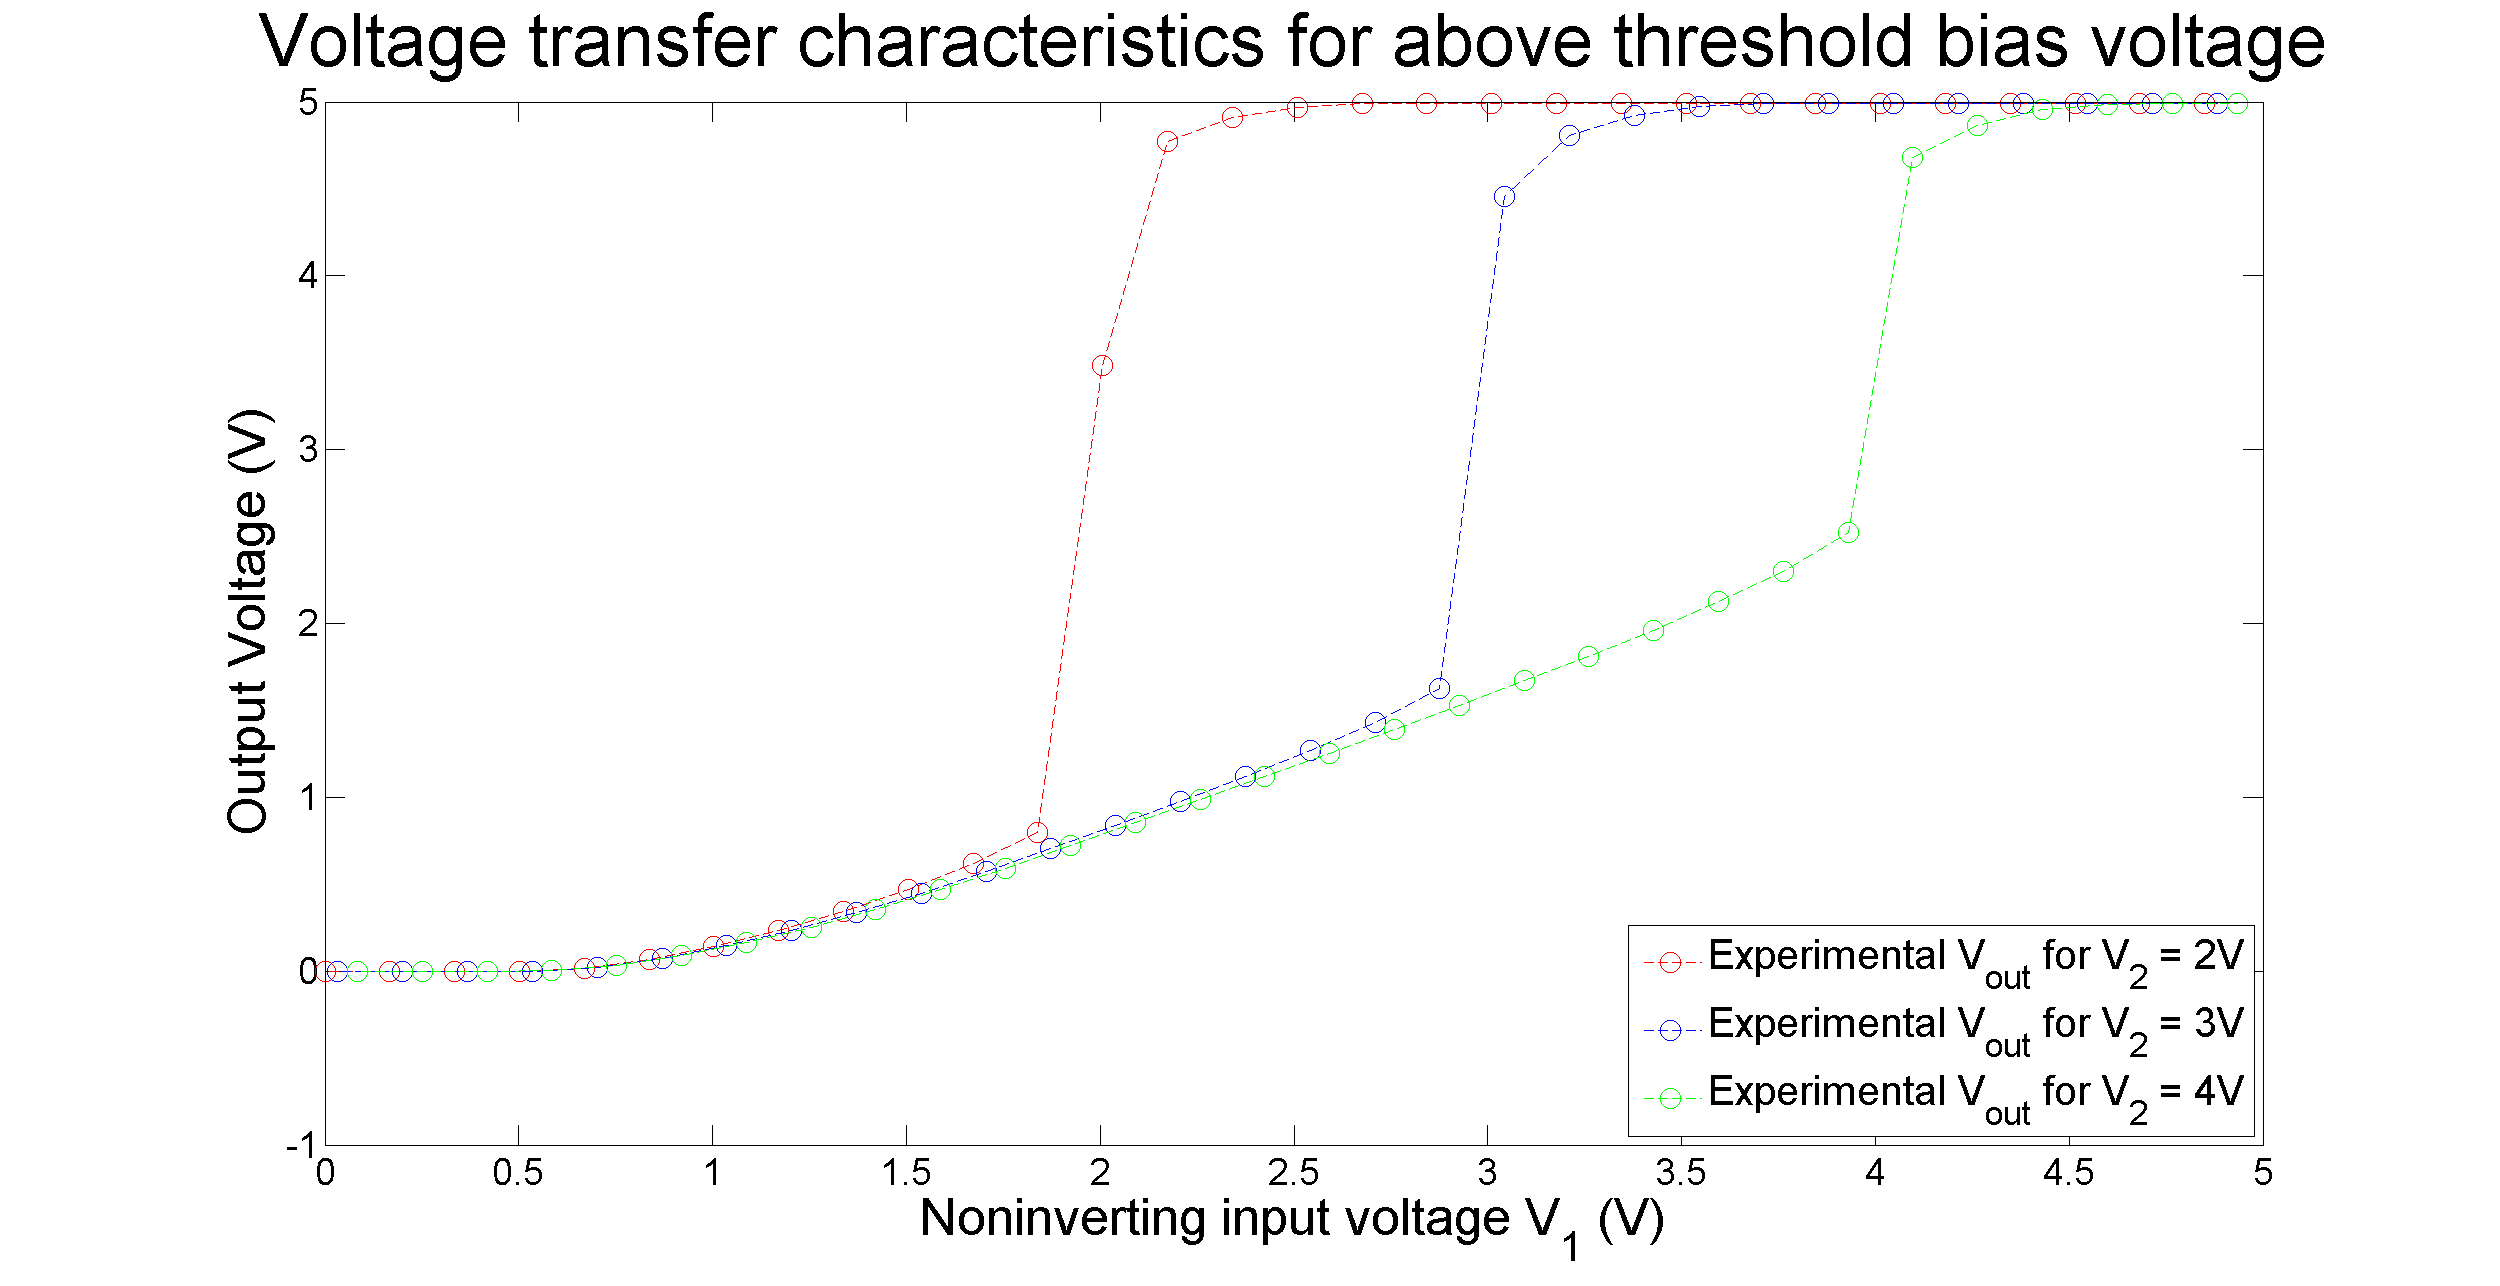 Voltage transfer characteristics for above threshold bias voltage
5
4
3
2
1
0
-1
Output Voltage (V)
0 0.5 1 1.5 2 2.5 3 3.5 4 4.5 5
Noninverting input voltage V1 (V)
Experimental Vout for V2 = 2V
Experimental Vout for V2 = 3V
Experimental Vout for V2 = 4V